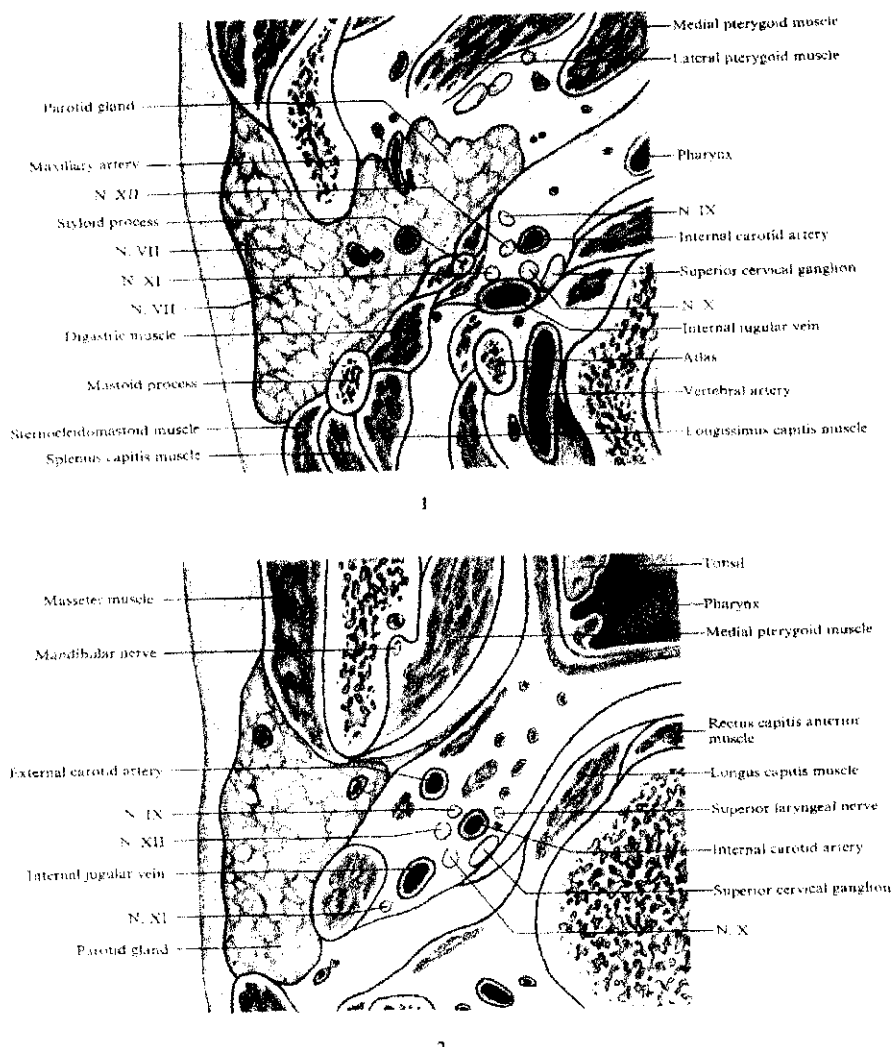 Medial pterygoid muscle
Lateral pterygoid muscle
Parotid gland
Maxillary artery
Pharynx
N. XII
N. IX
Styloid process
Internal carotid artery
N. VII
Superior cervical ganglion
N. XI
N. X
N. VII
Internal jugular vein
Digastric muscle
Atlas
Mastoid process
Vertebral artery
Sternocleidomastoid muscle
Longissimus capitis muscle
Splenius capitis muscle
1
Tonsil
Masseter muscle
Pharynx
Medial pterygoid muscle
Mandibular nerve
Rectus capitis anterior
muscle
External carotid artery
Longus capitis muscle
N. IX
Superior laryngeal nerve
N. XII
Internal carotid artery
Internal jugular vein
Superior cervical ganglion
N. XI
N. X
Parotid gland
2